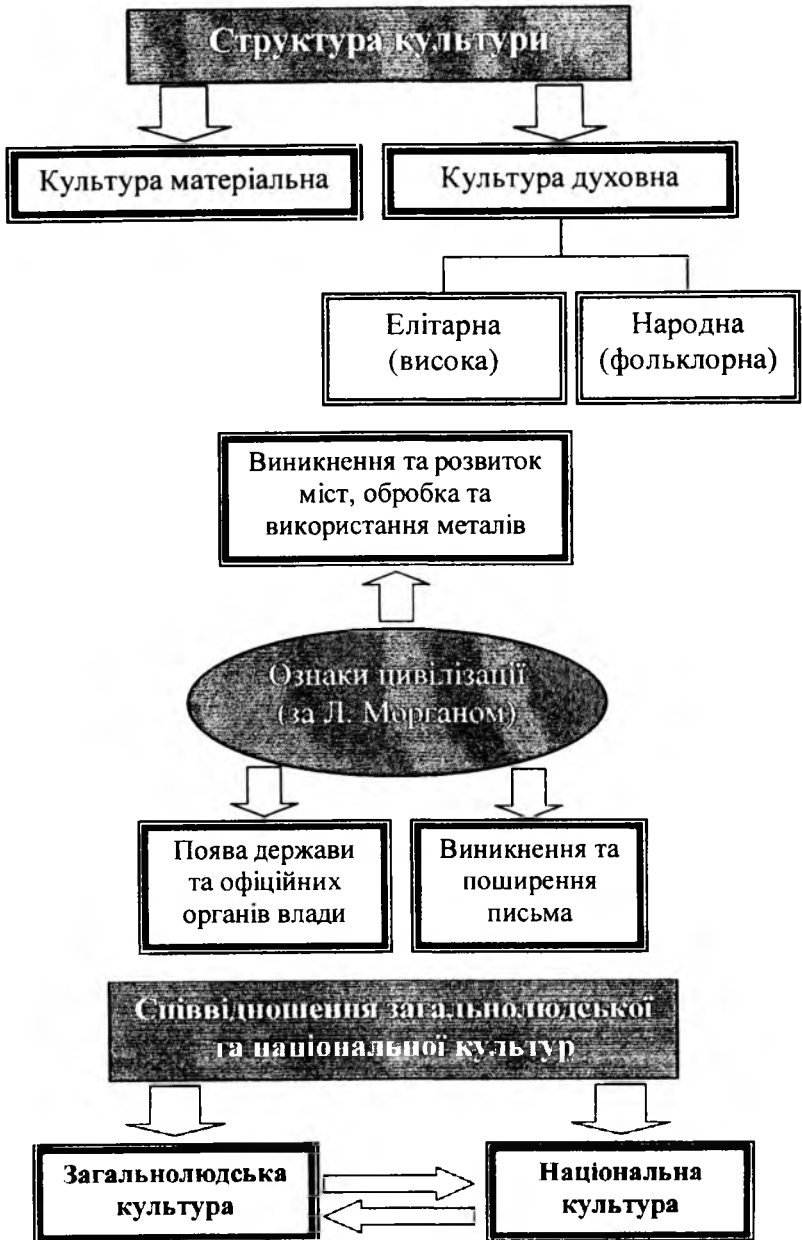 Структура культури
Культура матеріальна
Культура духовна
Елітарна
(висока)
Народна
(фольклорна)
Виникнення та розвиток
міст, обробка та
використання металів
Ознаки цивілізації
(за Л. Морганом)
Поява держави
та офіційних
органів влади
Виникнення та
поширення
письма
Співвідношення загальнолюдської
та національної культур
Загальнолюдська
культура
Національна
культура